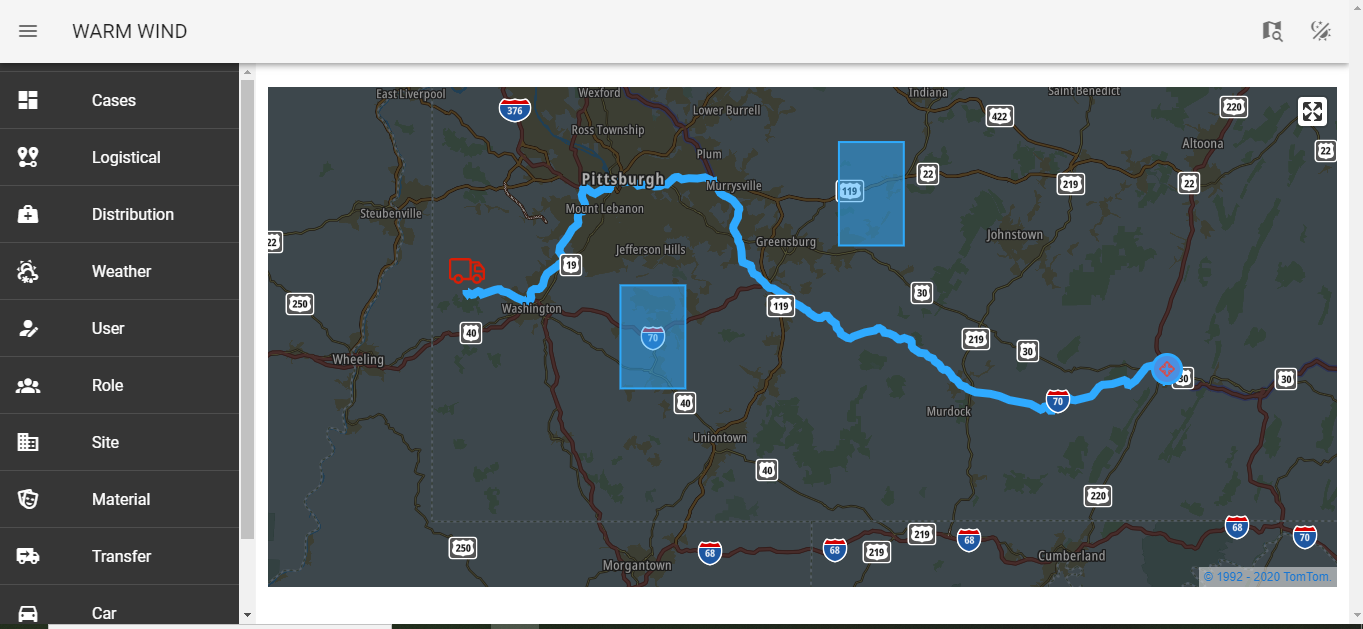 WARM WIND
Cases
Logistical
Distribution
Weather
User
Role
Site
Material
Transfer
Car
East Liverpool
376
Wexford
Lower Burrell
Indiana
Saint Benedict
422
220
Ross Township
Altoona
22
Plum
Pittsburgh
Murrysville
119
22
219
22
Steubenville
Mount Lebanon
22
Jefferson Hills
Greensburg
Johnstown
19
250
Washington
119
30
40
70
219
30
Wheeling
30
30
40
70
Murdock
Uniontown
40
220
250
68
68
219
219
68
68
70
Morgantown
Cumberland
© 1992 - 2020 TomTom.